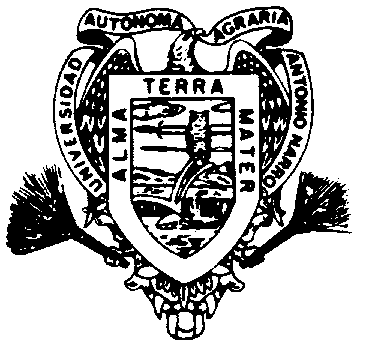 UNIVERSIDAD AUTONOMA AGRARIA ANTONIO NARRO
ALMA TERRA MATER